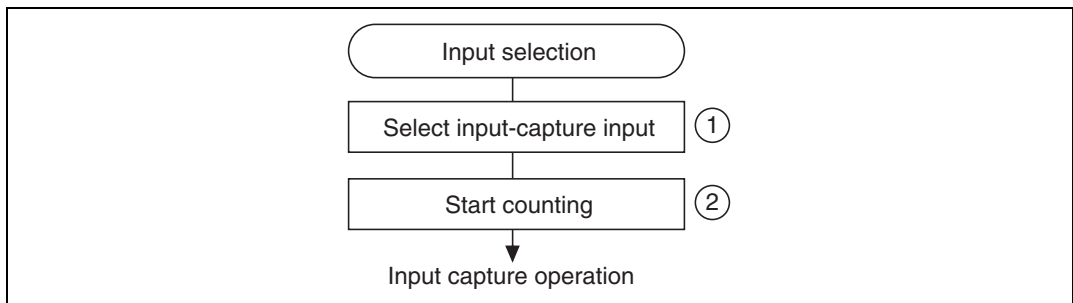 Input selection
Select input-capture input ①
Start counting ②
Input capture operation